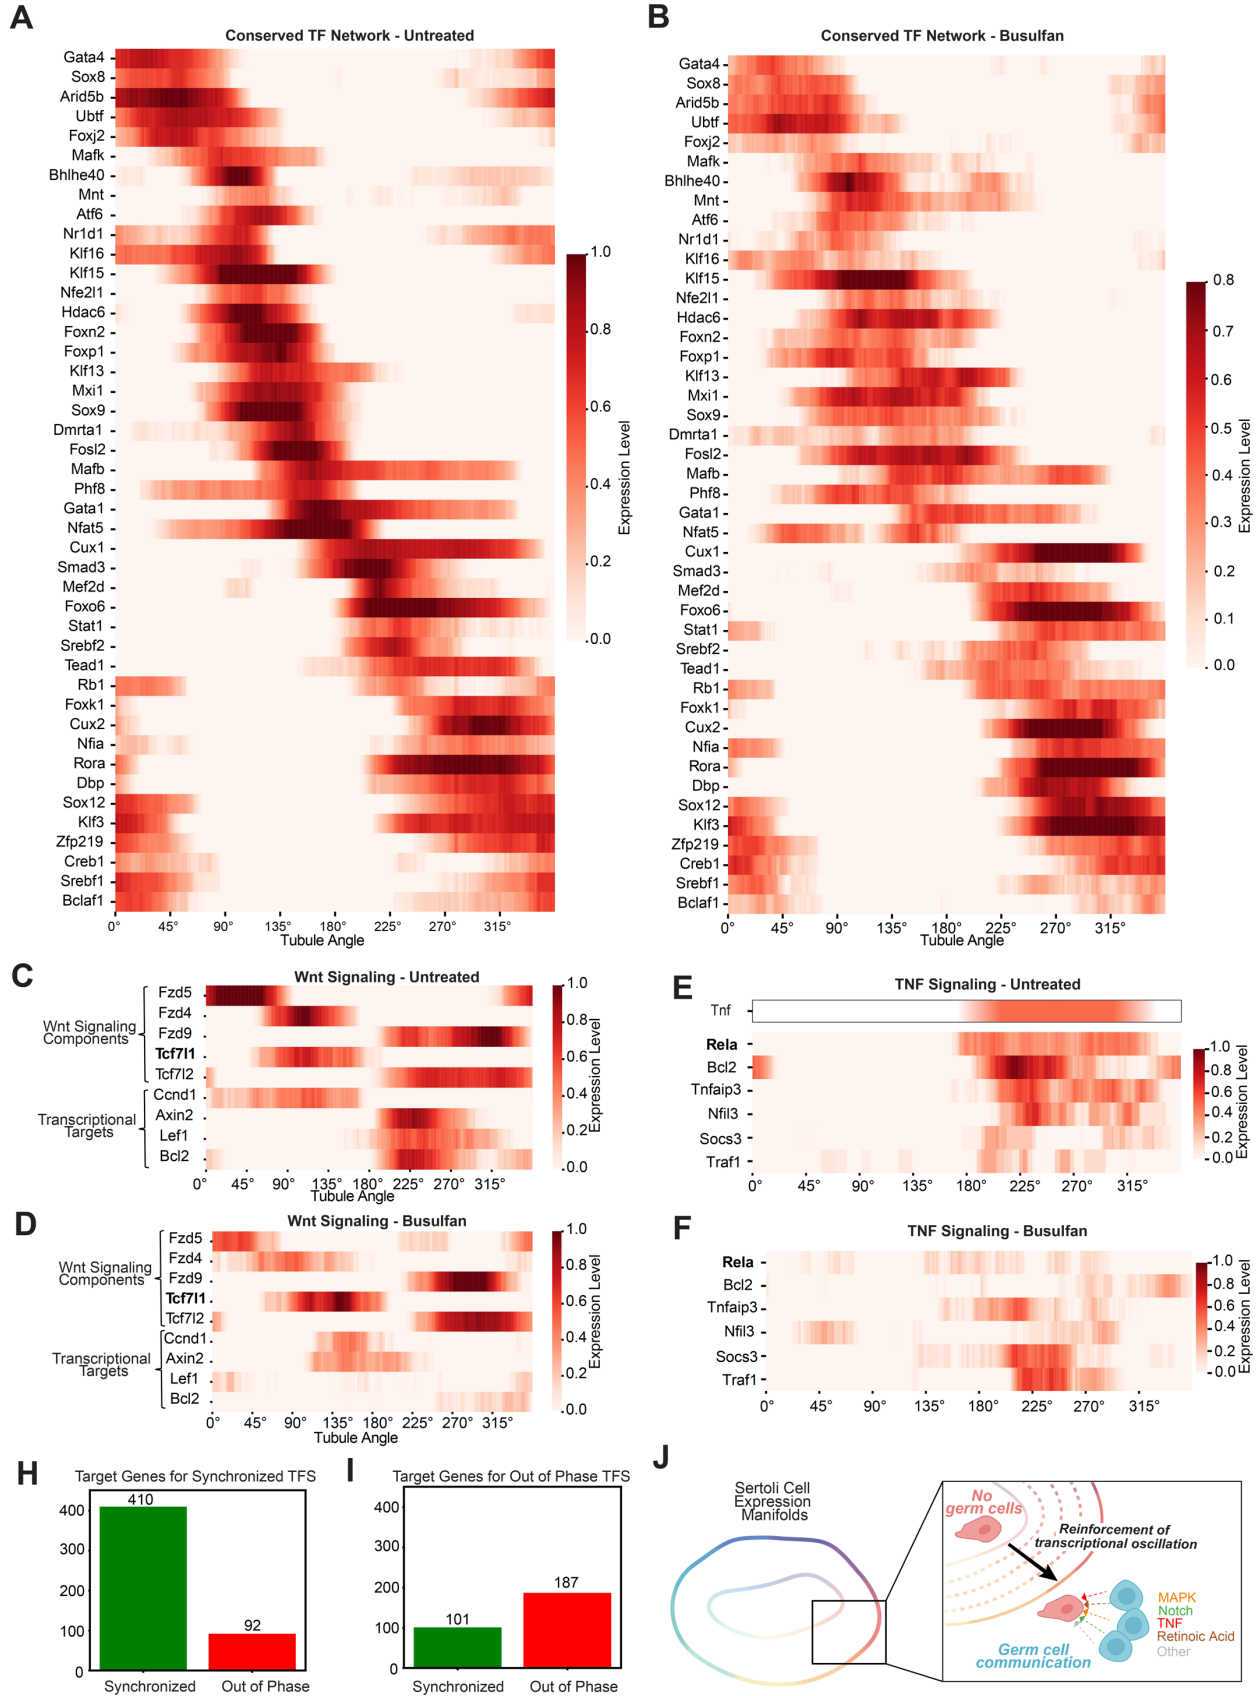 A
Conserved TF Network - Untreated
Gata4
Sox8
Arid5b
Ubtf
Foxj2
Mafk
Bhlhe40
Mnt
Atf6
Nr1d1
Klf16
Klf15
Nfe2l1
Hdac6
Foxn2
Foxp1
Klf13
Mxi1
Sox9
Dmrta1
Fosl2
Mafb
Phf8
Gata1
Nfat5
Cux1
Smad3
Mef2d
Foxo6
Stat1
Srebf2
Tead1
Rb1
Foxk1
Cux2
Nfia
Rora
Dbp
Sox12
Klf3
Zfp219
Creb1
Srebf1
Bclaf1
0° 45° 90° 135° 180° 225° 270° 315°
Tubule Angle
1.0
0.8
0.6
0.4
0.2
0.0
Expression Level
B
Conserved TF Network - Busulfan
Gata4
Sox8
Arid5b
Ubtf
Foxj2
Mafk
Bhlhe40
Mnt
Atf6
Nr1d1
Klf16
Klf15
Nfe2l1
Hdac6
Foxn2
Foxp1
Klf13
Mxi1
Sox9
Dmrta1
Fosl2
Mafb
Phf8
Gata1
Nfat5
Cux1
Smad3
Mef2d
Foxo6
Stat1
Srebf2
Tead1
Rb1
Foxk1
Cux2
Nfia
Rora
Dbp
Sox12
Klf3
Zfp219
Creb1
Srebf1
Bclaf1
0° 45° 90° 135° 180° 225° 270° 315°
Tubule Angle
0.8
0.7
0.6
0.5
0.4
0.3
0.2
0.1
0.0
Expression Level
C
Wnt Signaling - Untreated
Wnt Signaling
Components
Fzd5
Fzd4
Fzd9
Tcf7l1
Tcf7l2
Transcriptional
Targets
Ccnd1
Axin2
Lef1
Bcl2
0° 45° 90° 135° 180° 225° 270° 315°
Tubule Angle
1.0
0.8
0.6
0.4
0.2
0.0
Expression Level
D
Wnt Signaling - Busulfan
Wnt Signaling
Components
Fzd5
Fzd4
Fzd9
Tcf7l1
Tcf7l2
Transcriptional
Targets
Ccnd1
Axin2
Lef1
Bcl2
0° 45° 90° 135° 180° 225° 270° 315°
Tubule Angle
1.0
0.8
0.6
0.4
0.2
0.0
Expression Level
E
TNF Signaling - Untreated
Tnf
Rela
Bcl2
Tnfaip3
Nfil3
Socs3
Traf1
0° 45° 90° 135° 180° 225° 270° 315°
1.0
0.8
0.6
0.4
0.2
0.0
Expression Level
F
TNF Signaling - Busulfan
Rela
Bcl2
Tnfaip3
Nfil3
Socs3
Traf1
0° 45° 90° 135° 180° 225° 270° 315°
1.0
0.8
0.6
0.4
0.2
0.0
Expression Level
H
Target Genes for Synchronized TFS
400
300
200
100
0
410
92
Synchronized Out of Phase
I
Target Genes for Out of Phase TFS
400
300
200
100
0
101
187
Synchronized Out of Phase
J
Sertoli Cell
Expression
Manifolds
No
germ cells
Reinforcement of
transcriptional oscillation
MAPK
Notch
TNF
Retinoic Acid
Other
Germ cell
communication